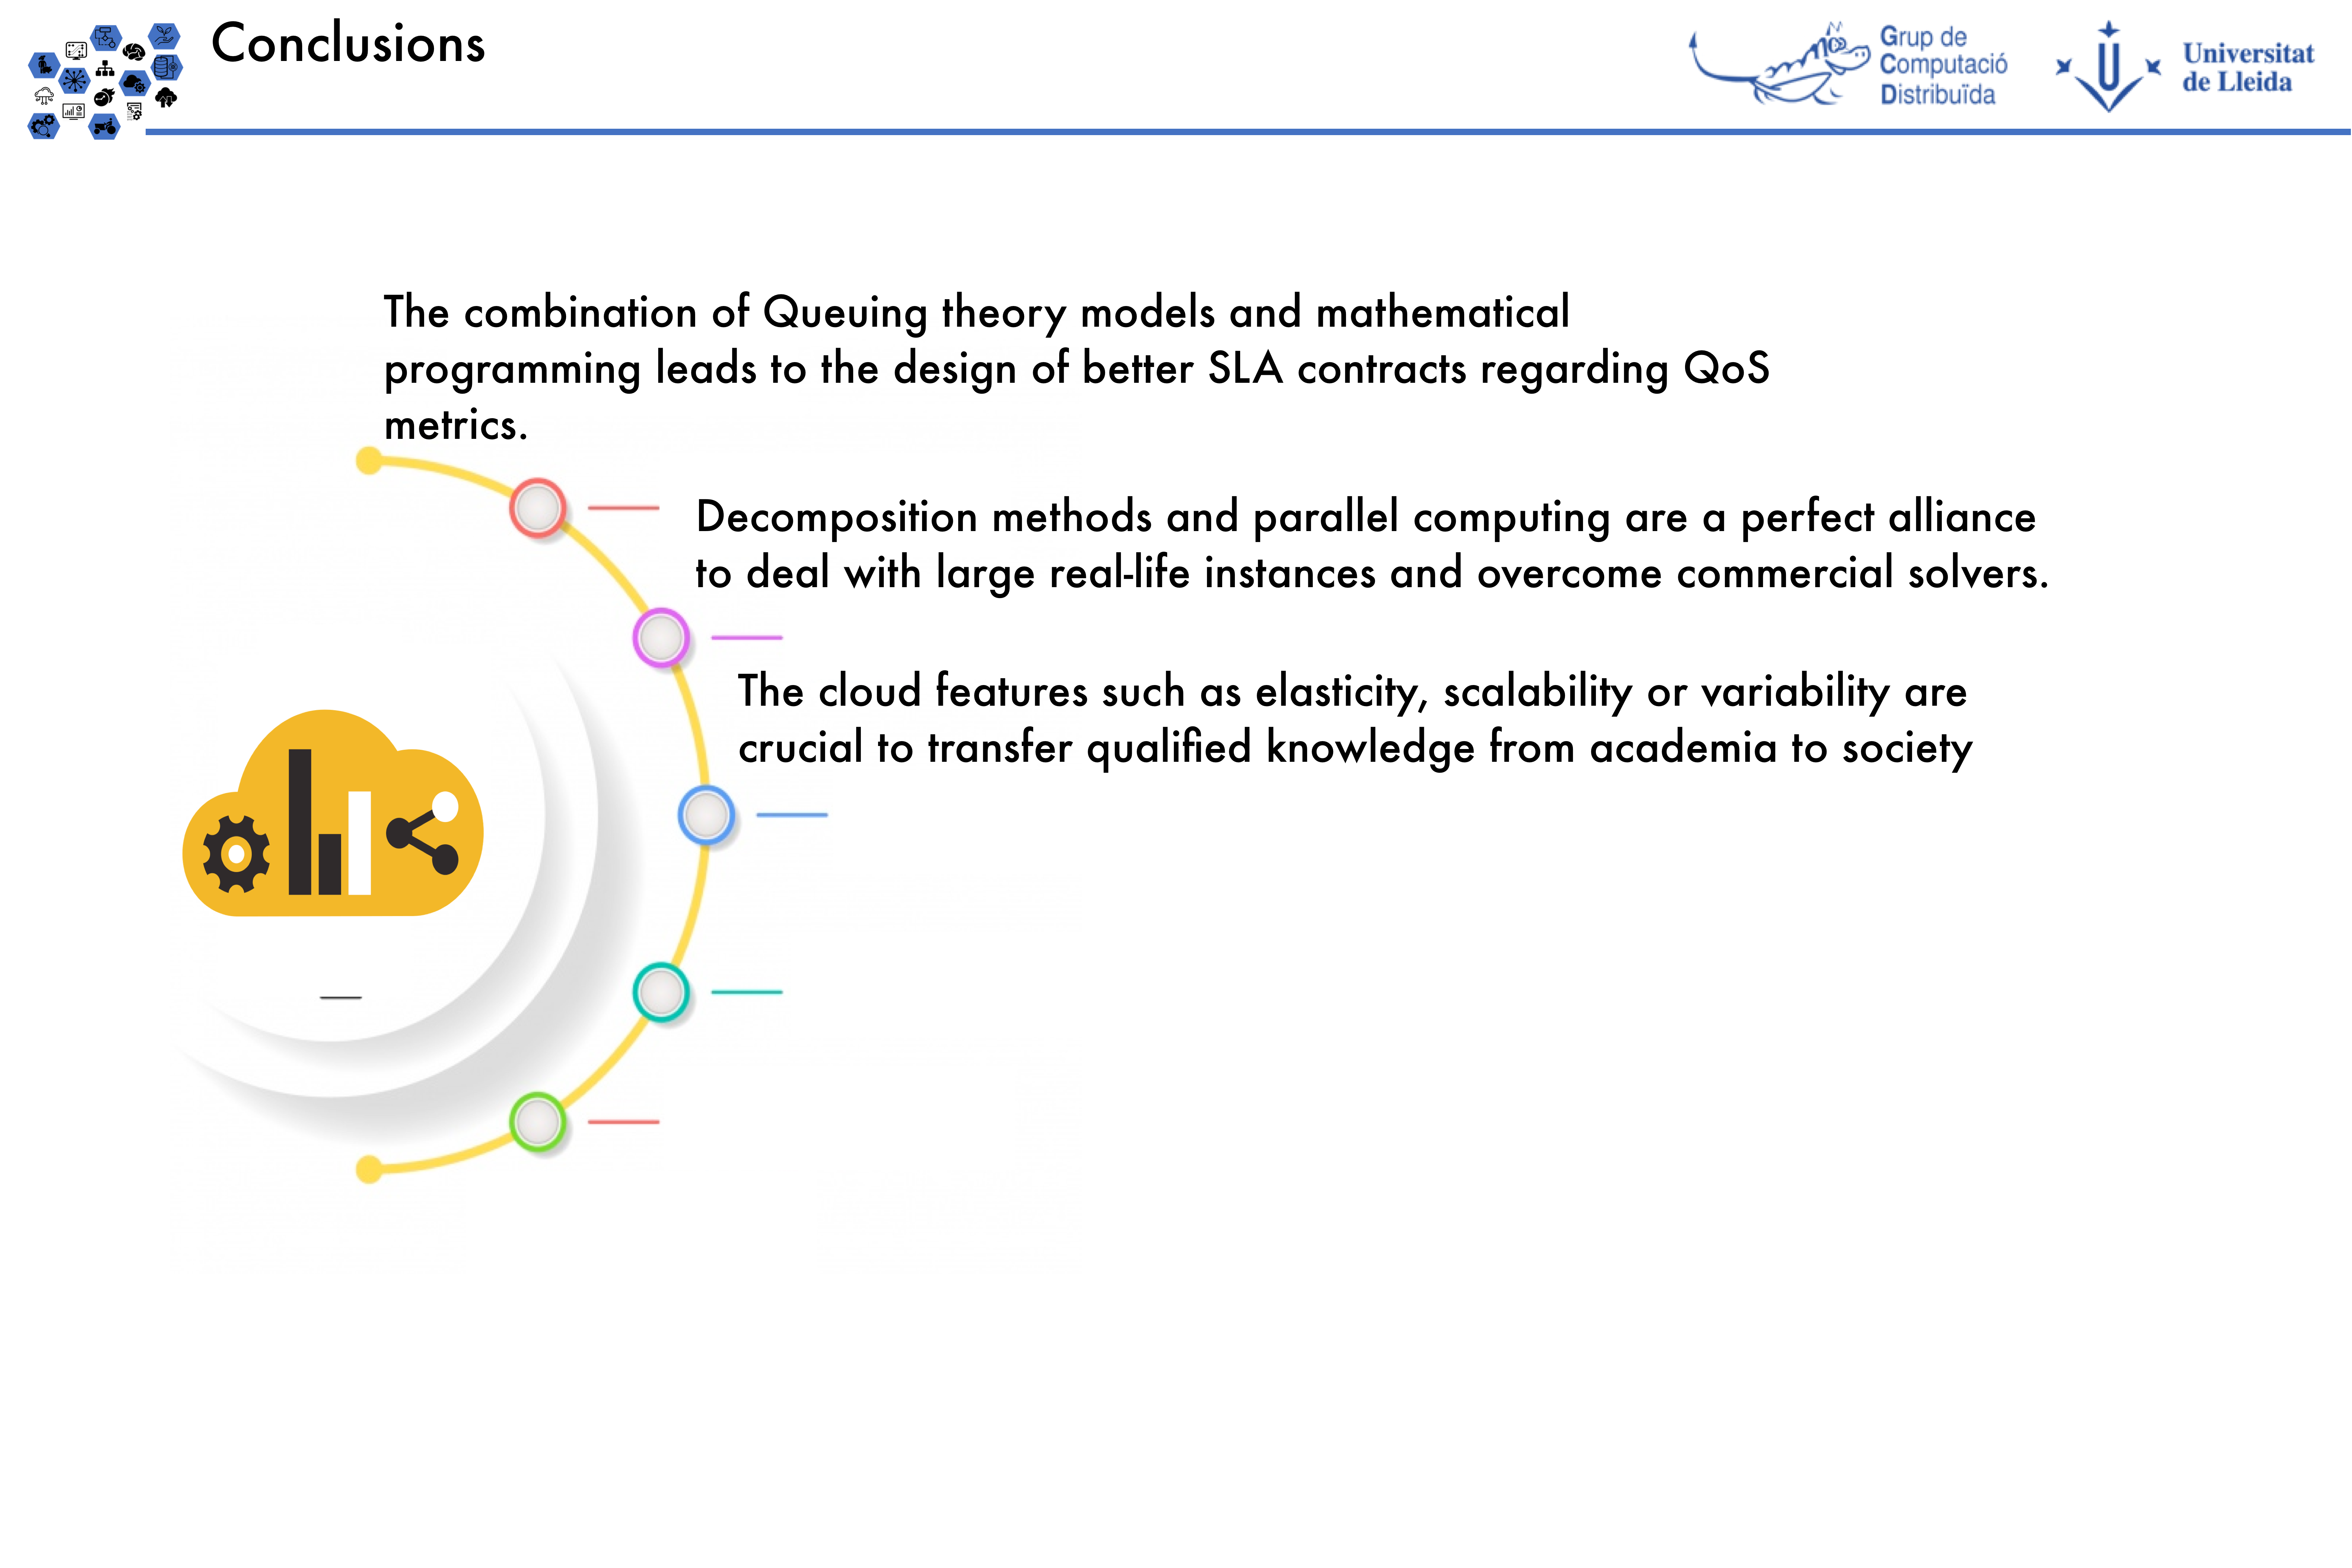 Conclusions
Grup de
Computació
Distribuïda
Universitat
de Lleida
The combination of Queuing theory models and mathematical
programming leads to the design of better SLA contracts regarding QoS
metrics.
Decomposition methods and parallel computing are a perfect alliance
to deal with large real-life instances and overcome commercial solvers.
The cloud features such as elasticity, scalability or variability are
crucial to transfer qualified knowledge from academia to society